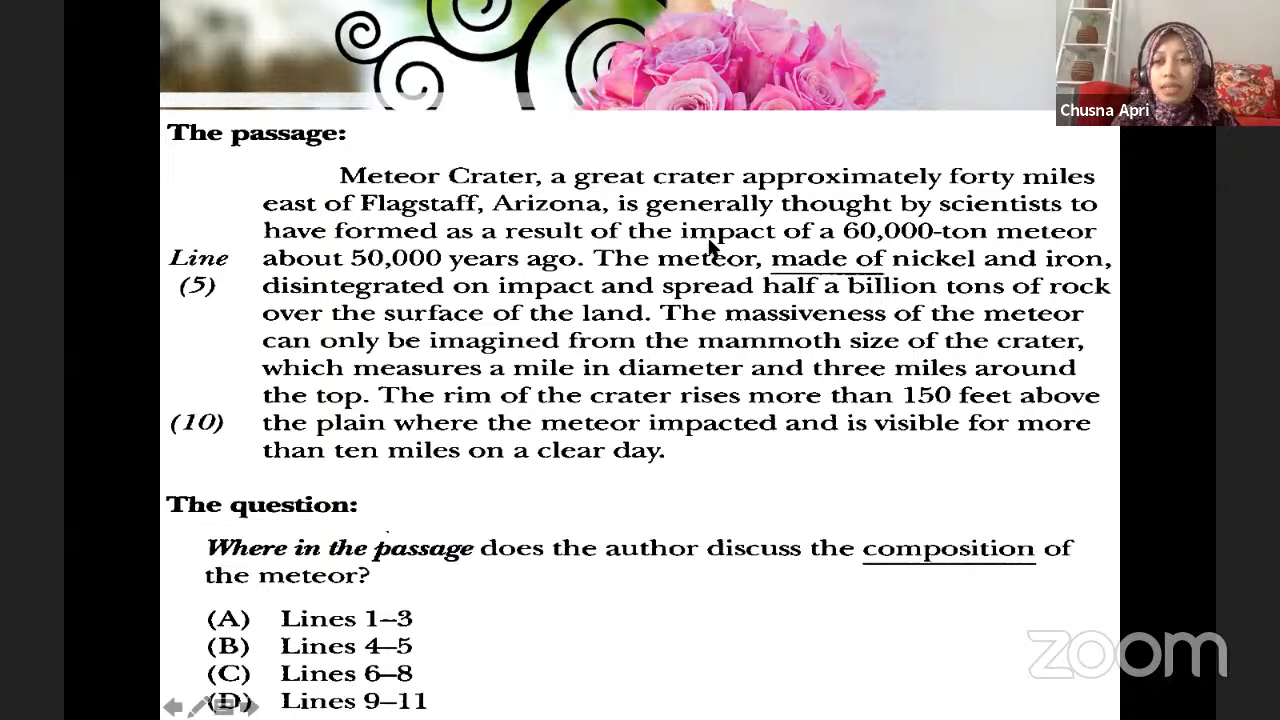 Chusna Apri
The passage:
Meteor Crater, a great crater approximately forty miles
east of Flagstaff, Arizona, is generally thought by scientists to
have formed as a result of the impact of a 60,000-ton meteor
Line about 50,000 years ago. The meteor, made of nickel and iron,
(5) disintegrated on impact and spread half a billion tons of rock
over the surface of the land. The massiveness of the meteor
can only be imagined from the mammoth size of the crater,
which measures a mile in diameter and three miles around
the top. The rim of the crater rises more than 150 feet above
(10) the plain where the meteor impacted and is visible for more
than ten miles on a clear day.
The question:
Where in the passage does the author discuss the composition of
the meteor?
(A) Lines 1–3
(B) Lines 4–5
(C) Lines 6–8
(D) Lines 9–11
zoom